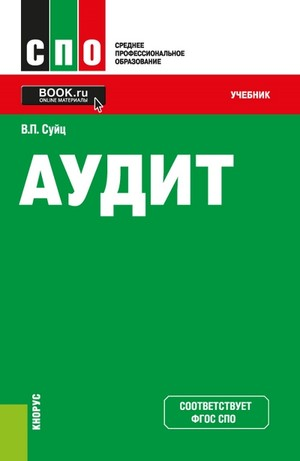 СПО
СРЕДНЕЕ
ПРОФЕССИОНАЛЬНОЕ
ОБРАЗОВАНИЕ
BOOK.ru
ONLINE МАТЕРИАЛЫ
УЧЕБНИК
В.П. Суйц
АУДИТ
СООТВЕТСТВУЕТ
ФГОС СПО
КНОРУС